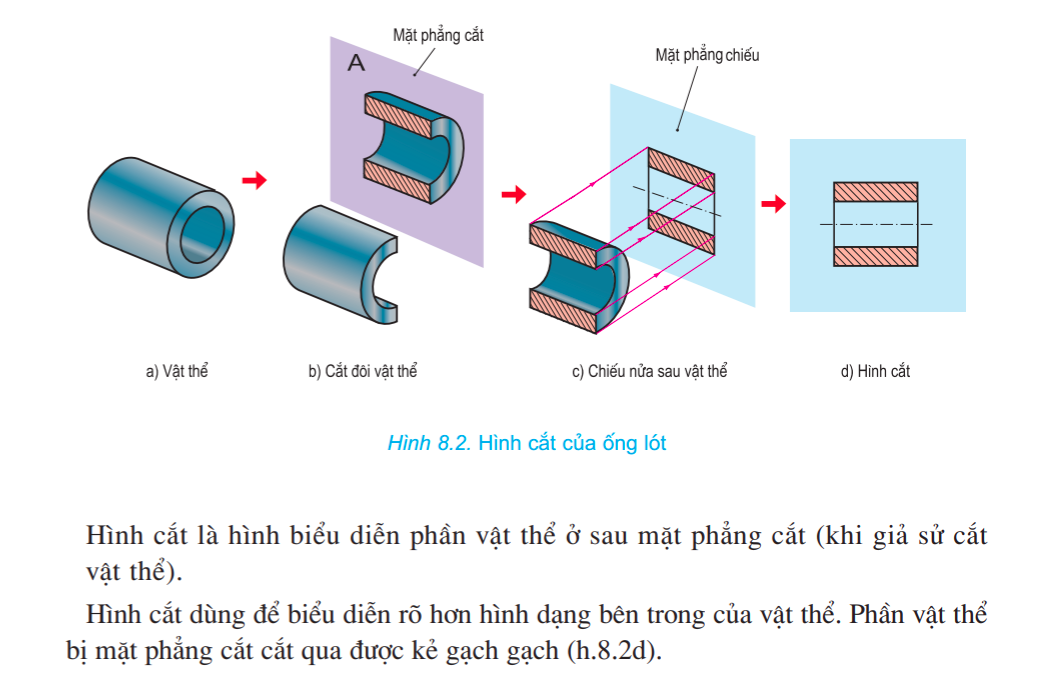 Mặt phẳng cắt
A
Mặt phẳng chiếu
a) Vật thể
b) Cắt đôi vật thể
c) Chiếu nửa sau vật thể
d) Hình cắt
Hình 8.2. Hình cắt của ống lót
Hình cắt là hình biểu diễn phần vật thể ở sau mặt phẳng cắt (khi giả sử cắt
vật thể).
Hình cắt dùng để biểu diễn rõ hơn hình dạng bên trong của vật thể. Phần vật thể
bị mặt phẳng cắt cắt qua được kẻ gạch gạch (h.8.2d).